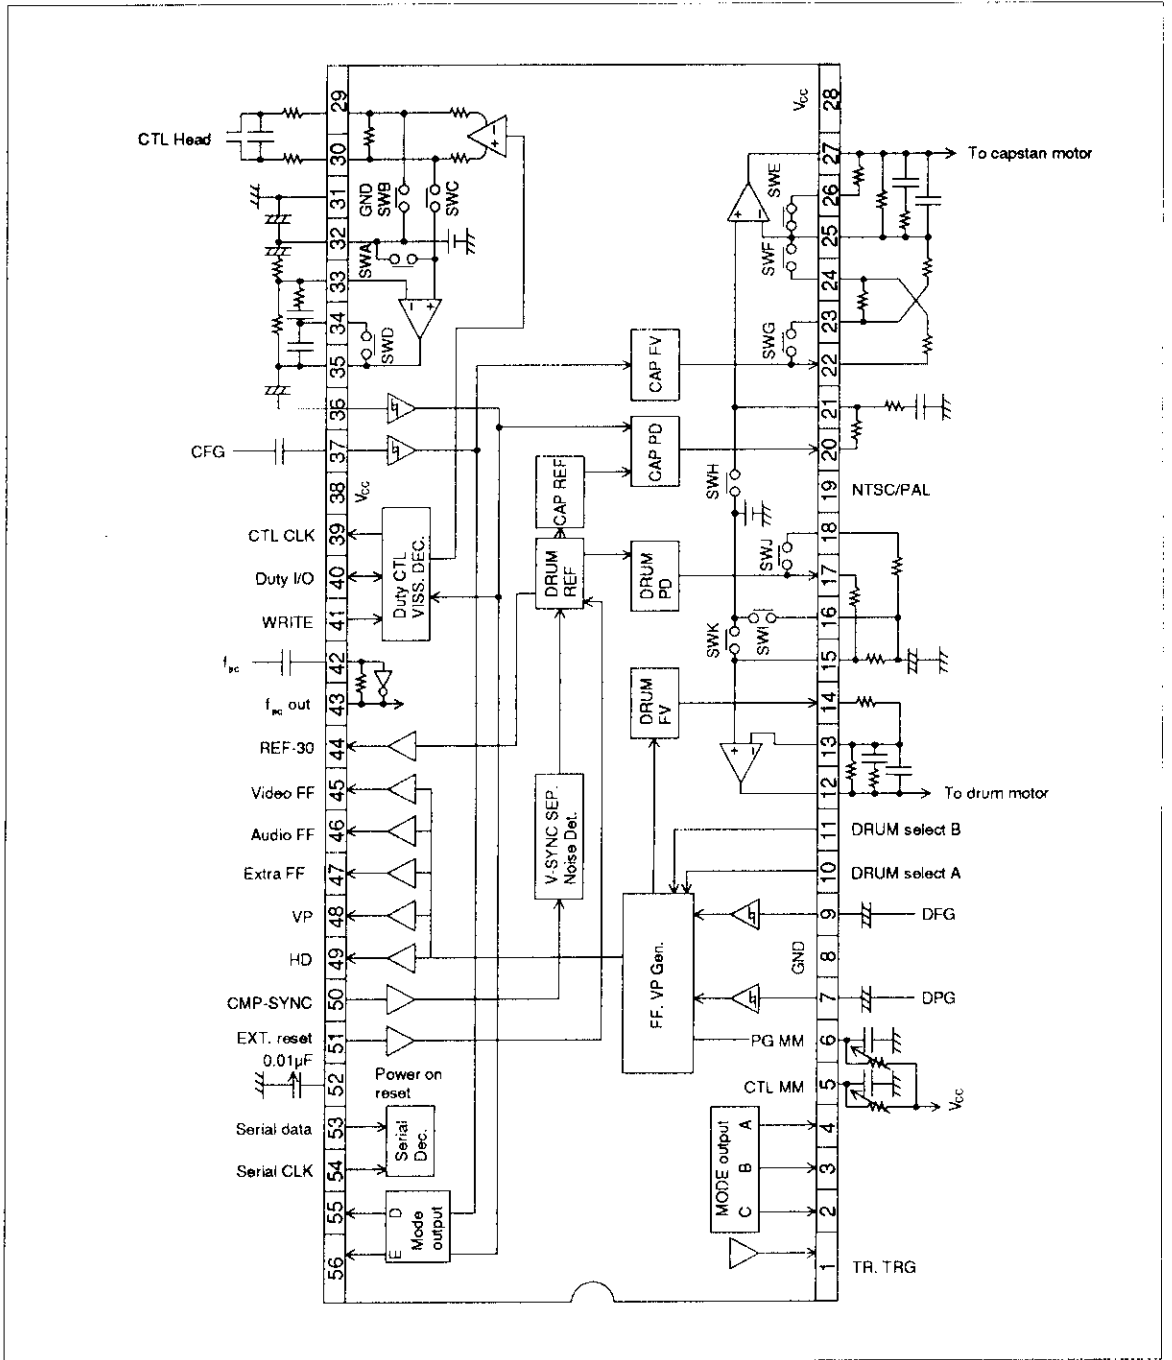 CTL Head
29
30
31
32
33
34
35
36
37
38
39
40
41
42
43
44
45
46
47
48
49
50
51
52
53
54
55
56
GND
SWB
SWC
SWA
SWD
CFG
Vcc
CTL CLK
Duty I/O
WRITE
Duty CTL
VISS. DEC.
fsc
fsc out
REF-30
Video FF
Audio FF
Extra FF
VP
HD
CMP-SYNC
EXT. reset
0.01µF
Power on
reset
Serial data
Serial CLK
Serial
Dec.
D
E
Mode
output
CAP FV
CAP PD
CAP REF
DRUM
REF
DRUM
PD
DRUM
FV
V-SYNC SEP.
Noise Det.
FF. VP Gen.
MODE output
A
B
C
SWE
SWF
SWG
SWH
SWJ
SWI
SWK
Vcc
28
27
26
25
24
23
22
21
20
19
18
17
16
15
14
13
12
11
10
9
8
7
6
5
4
3
2
1
To capstan motor
NTSC/PAL
To drum motor
DRUM select B
DRUM select A
DFG
GND
DPG
PG MM
CTL MM
Vcc
TR. TRG